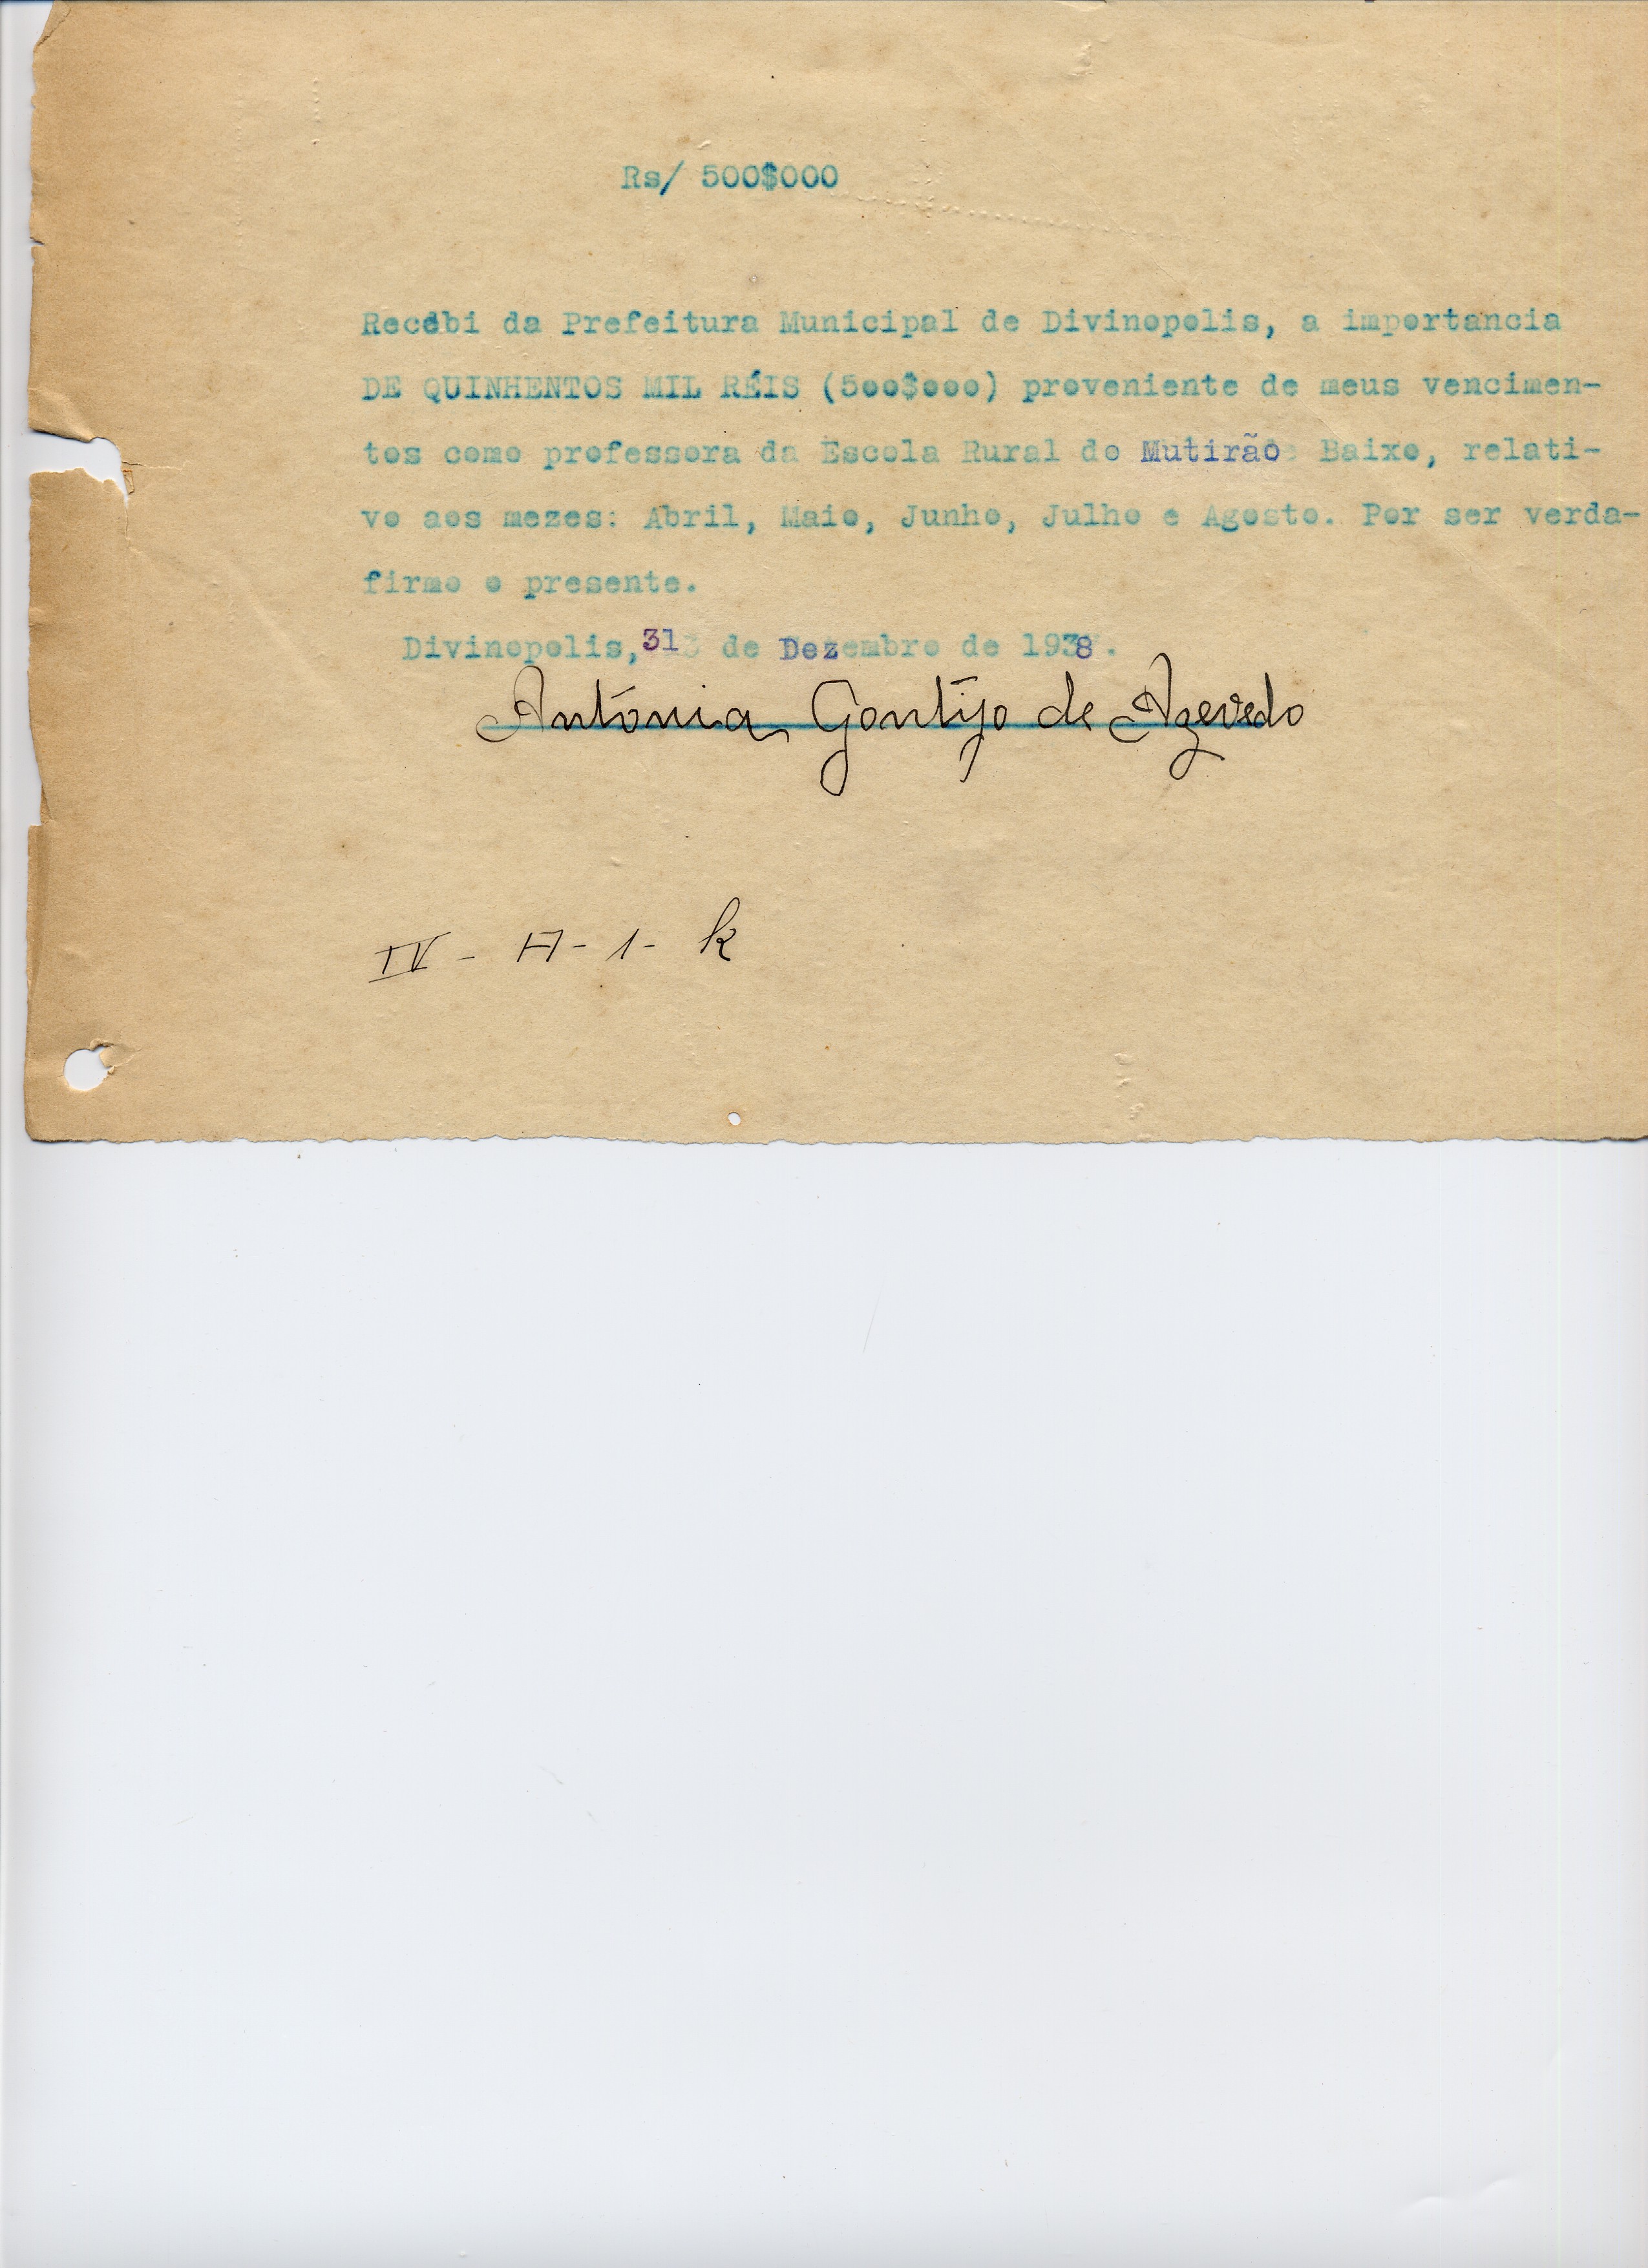 Rs/ 500$000
Recebi da Prefeitura Municipal de Divinopolis, a importancia
DE QUINHENTOS MIL RÉIS (500$000) proveniente de meus vencimen-
tos como professora da Escola Rural do Mutirão Baixo, relati-
vo aos mezes: Abril, Maio, Junho, Julho e Agosto. Por ser verda-
firmo o presente.
Divinopolis, 31 de Dezembro de 1938.
Antónia Gontijo de Azevedo
IV - A - 1 - k